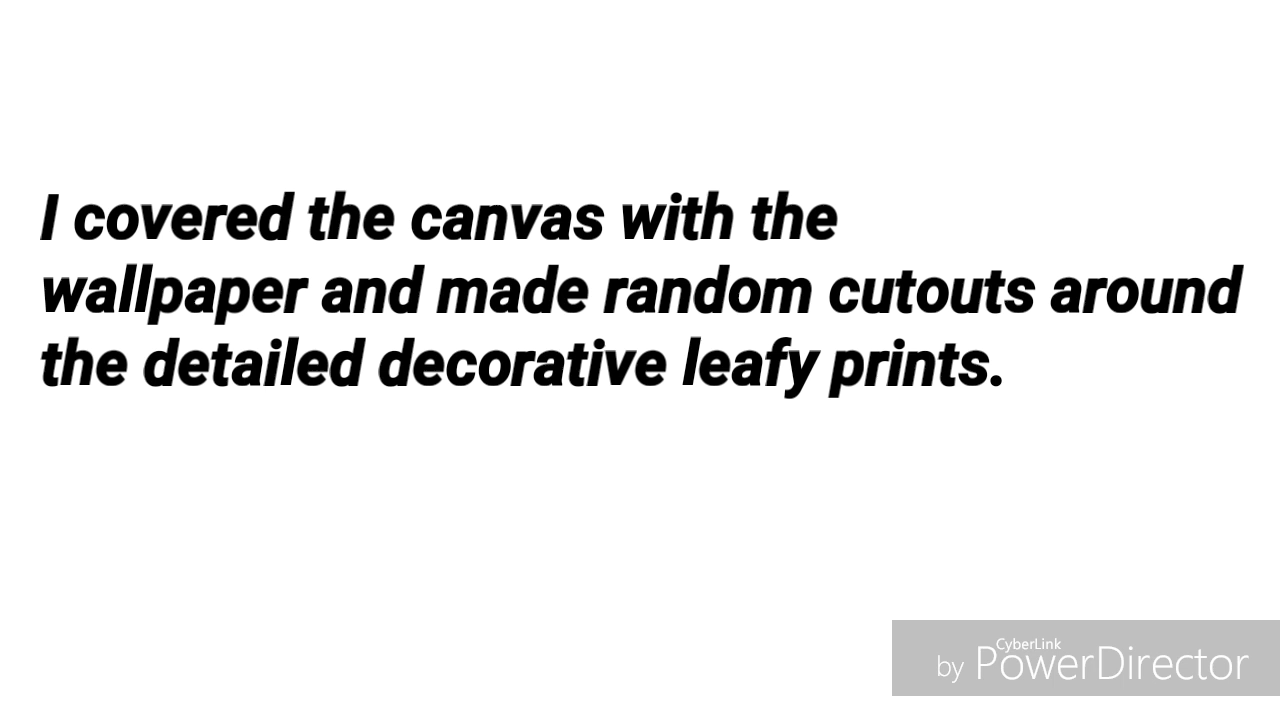 I covered the canvas with the
wallpaper and made random cutouts around
the detailed decorative leafy prints.
CyberLink
by PowerDirector